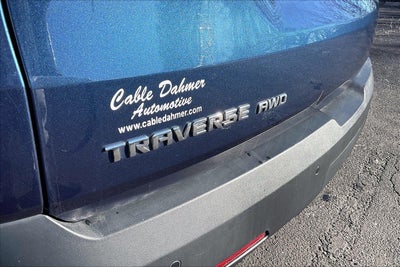 Cable Dahmer
Automotive
www.cabledahmer.com
TRAVERSE AWD